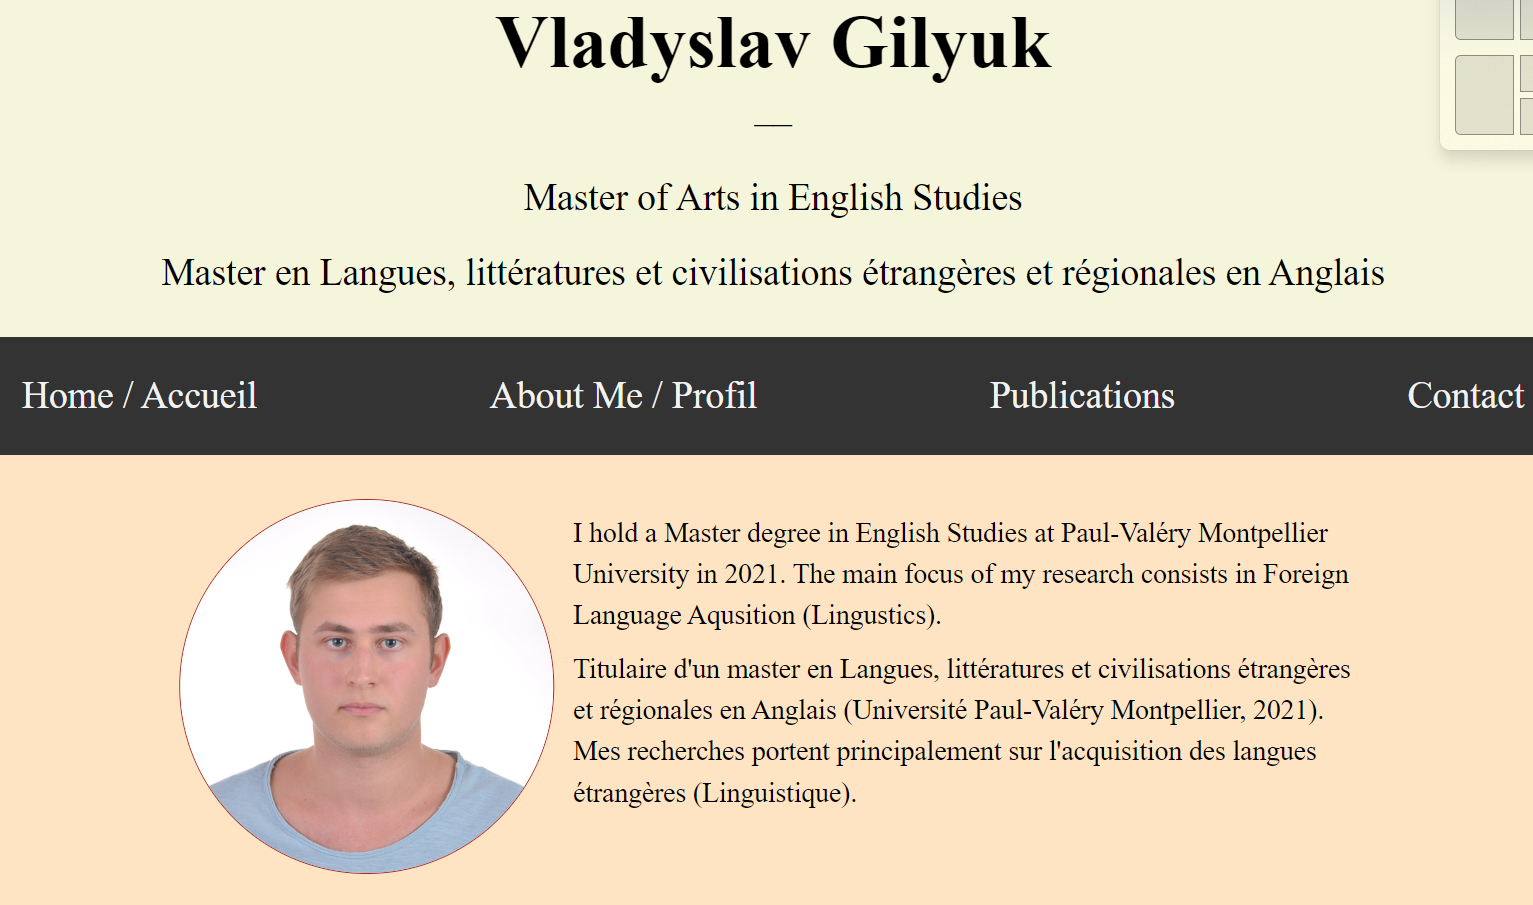 Vladyslav Gilyuk
Master of Arts in English Studies
Master en Langues, littératures et civilisations étrangères et régionales en Anglais
Home / Accueil About Me / Profil Publications Contact
I hold a Master degree in English Studies at Paul-Valéry Montpellier
University in 2021. The main focus of my research consists in Foreign
Language Aqusition (Lingustics).
Titulaire d'un master en Langues, littératures et civilisations étrangères
et régionales en Anglais (Université Paul-Valéry Montpellier, 2021).
Mes recherches portent principalement sur l'acquisition des langues
étrangères (Linguistique).